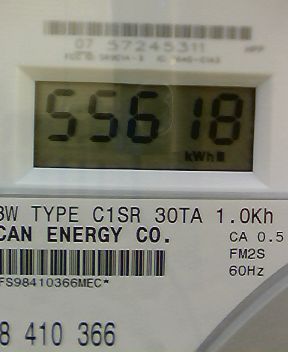 07 57245311
55618
kWh
3W TYPE C1SR 30TA 1.0Kh
CAN ENERGY CO.
CA 0.5
FM2S
60Hz
FS98410366MEC*
8 410 366